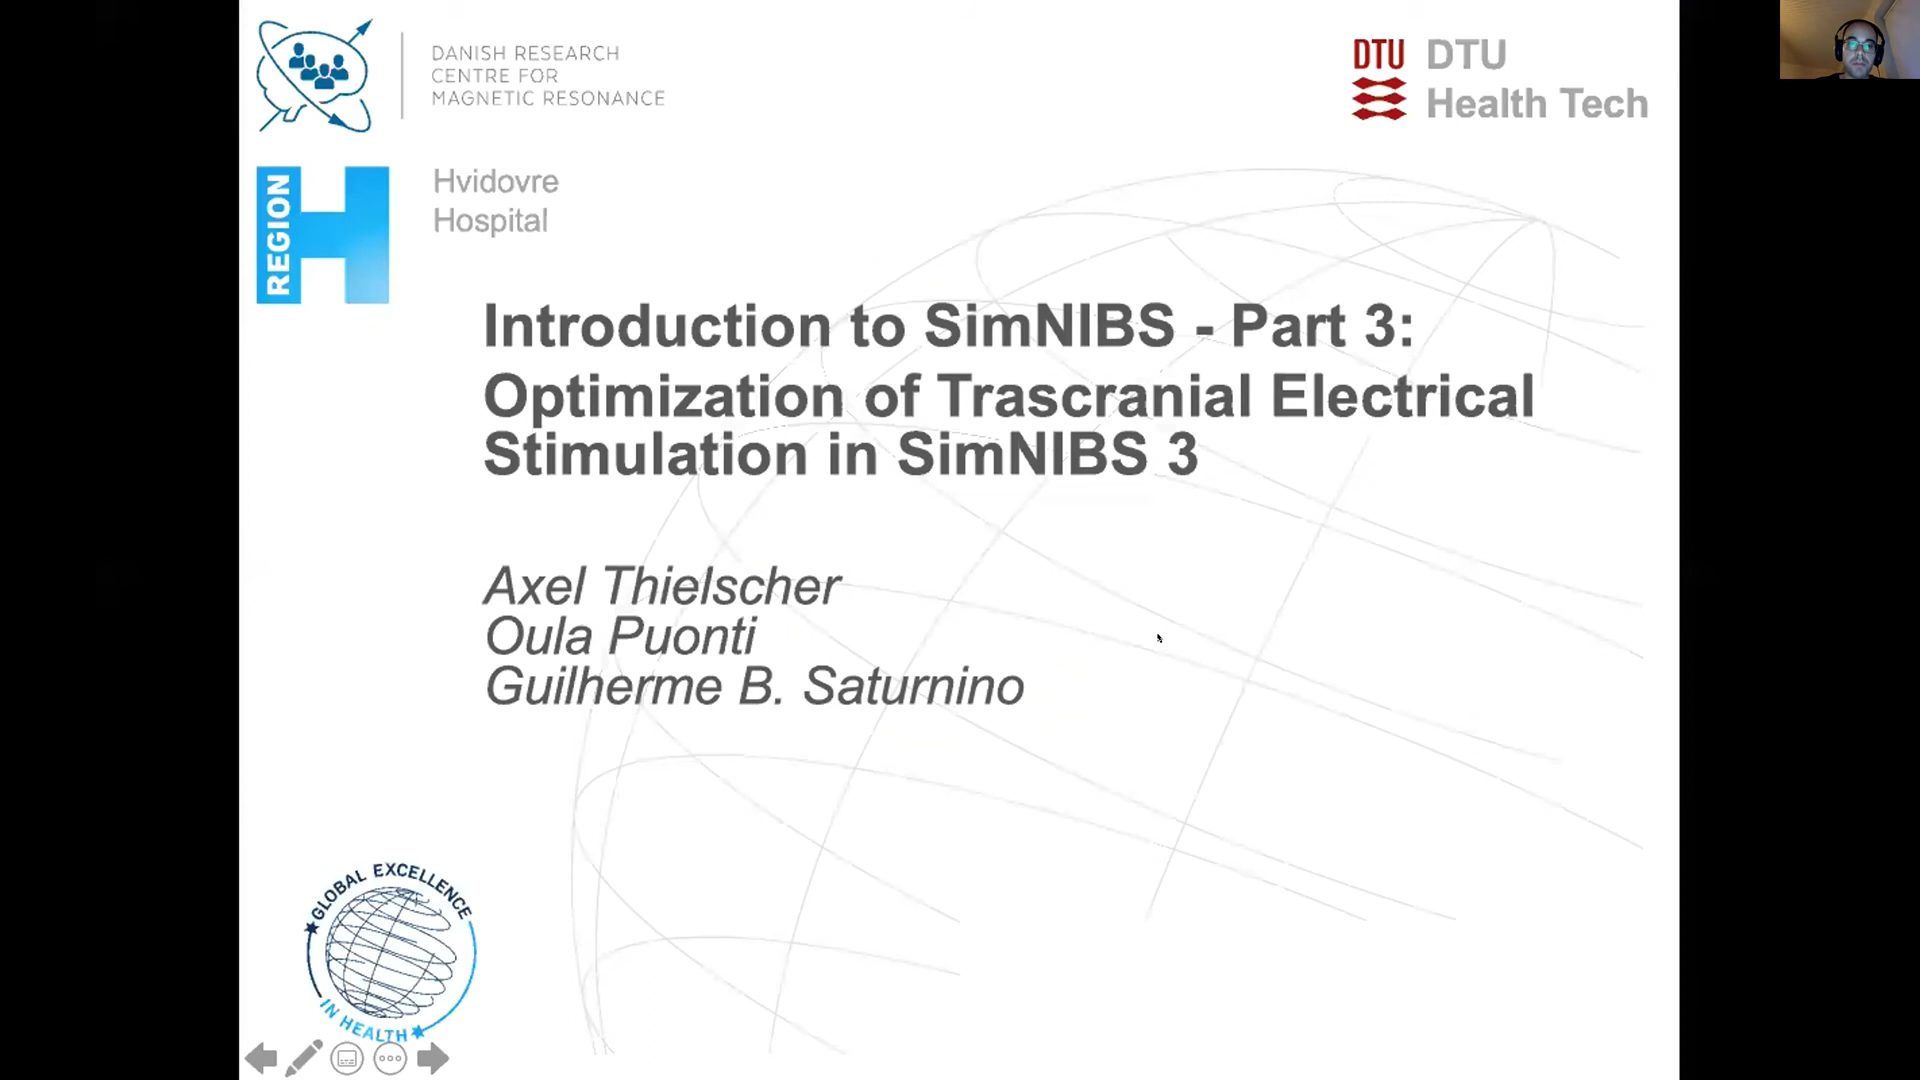 DANISH RESEARCH
CENTRE FOR
MAGNETIC RESONANCE
DTU
DTU
Health Tech
REGION
H
Hvidovre
Hospital
Introduction to SimNIBS - Part 3:
Optimization of Trascranial Electrical
Stimulation in SimNIBS 3
Axel Thielscher
Oula Puonti
Guilherme B. Saturnino
GLOBAL EXCELLENCE
IN HEALTH